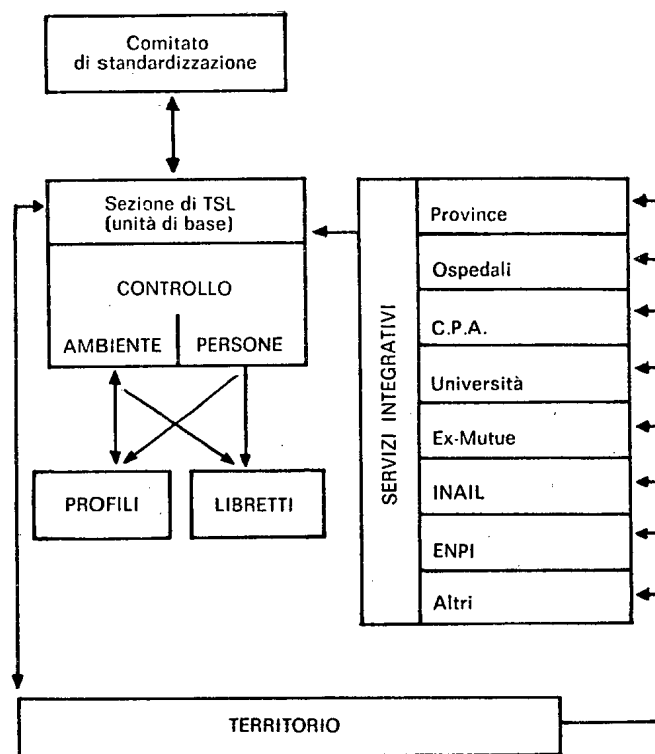 Comitato
di standardizzazione
Sezione di TSL
(unità di base)
CONTROLLO
AMBIENTE
PERSONE
PROFILI
LIBRETTI
SERVIZI INTEGRATIVI
Province
Ospedali
C.P.A.
Università
Ex-Mutue
INAIL
ENPI
Altri
TERRITORIO